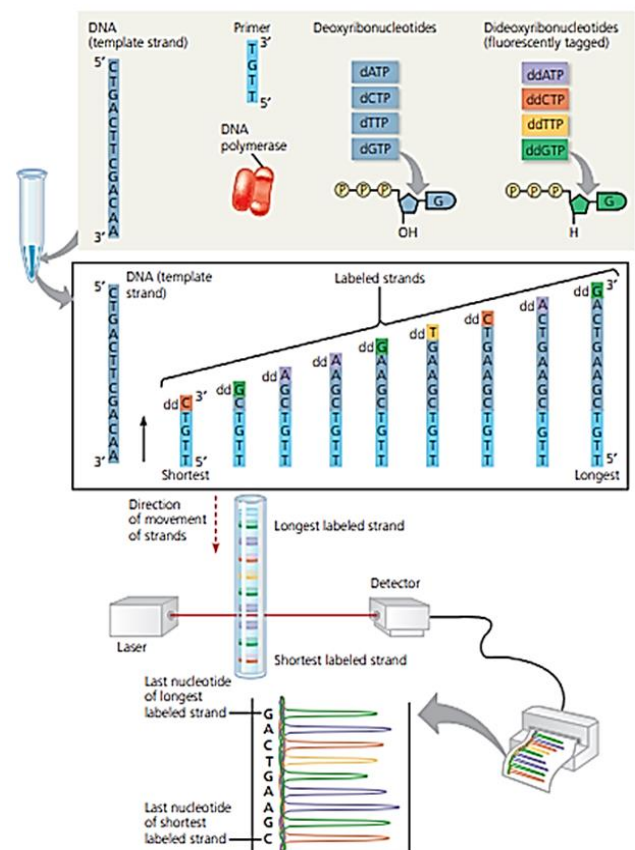 DNA
(template strand)
5'
C
T
G
A
C
T
T
C
G
A
C
A
A
3'
Primer
3'
T
G
T
T
5'
DNA
polymerase
Deoxyribonucleotides
dATP
dCTP
dTTP
dGTP
P P P G
OH
Dideoxyribonucleotides
(fluorescently tagged)
ddATP
ddCTP
ddTTP
ddGTP
P P P G
H
DNA (template
strand)
5'
C
T
G
A
C
T
T
C
G
A
C
A
A
3'
Labeled strands
dd C 3'
T
G
T
T 5'
Shortest
dd G
C
T
G
T
T
dd A
G
C
T
G
T
T
dd A
A
G
C
T
G
T
T
dd G
A
A
G
C
T
G
T
T
dd T
G
A
A
G
C
T
G
T
T
dd C
T
G
A
A
G
C
T
G
T
T
dd A
C
T
G
A
A
G
C
T
G
T
T
dd G 3'
A
C
T
G
A
A
G
C
T
G
T
T 5'
Longest
Direction
of movement
of strands
Longest labeled strand
Detector
Laser
Shortest labeled strand
Last nucleotide
of longest
labeled strand
G
A
C
T
G
A
A
G
C
Last nucleotide
of shortest
labeled strand